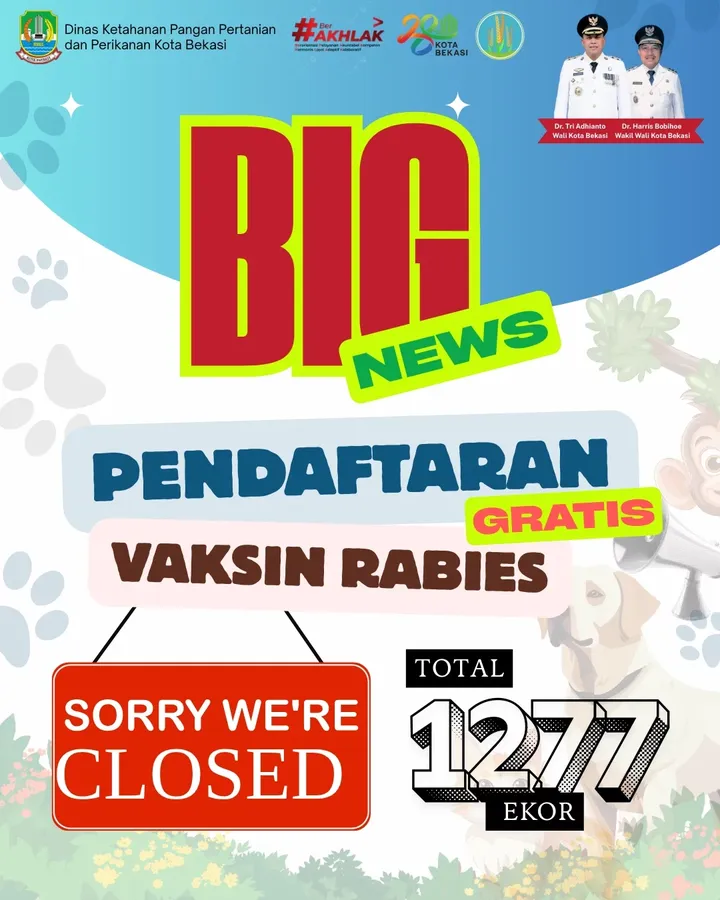 Dinas Ketahanan Pangan Pertanian
dan Perikanan Kota Bekasi
Ber
#AKHLAK
KOTA
BEKASI
Dr. Tri Adhianto
Wali Kota Bekasi
Dr. Harris Bobihoe
Wakil Wali Kota Bekasi
BIG
NEWS
PENDAFTARAN
GRATIS
VAKSIN RABIES
SORRY WE'RE
CLOSED
TOTAL
1277
EKOR